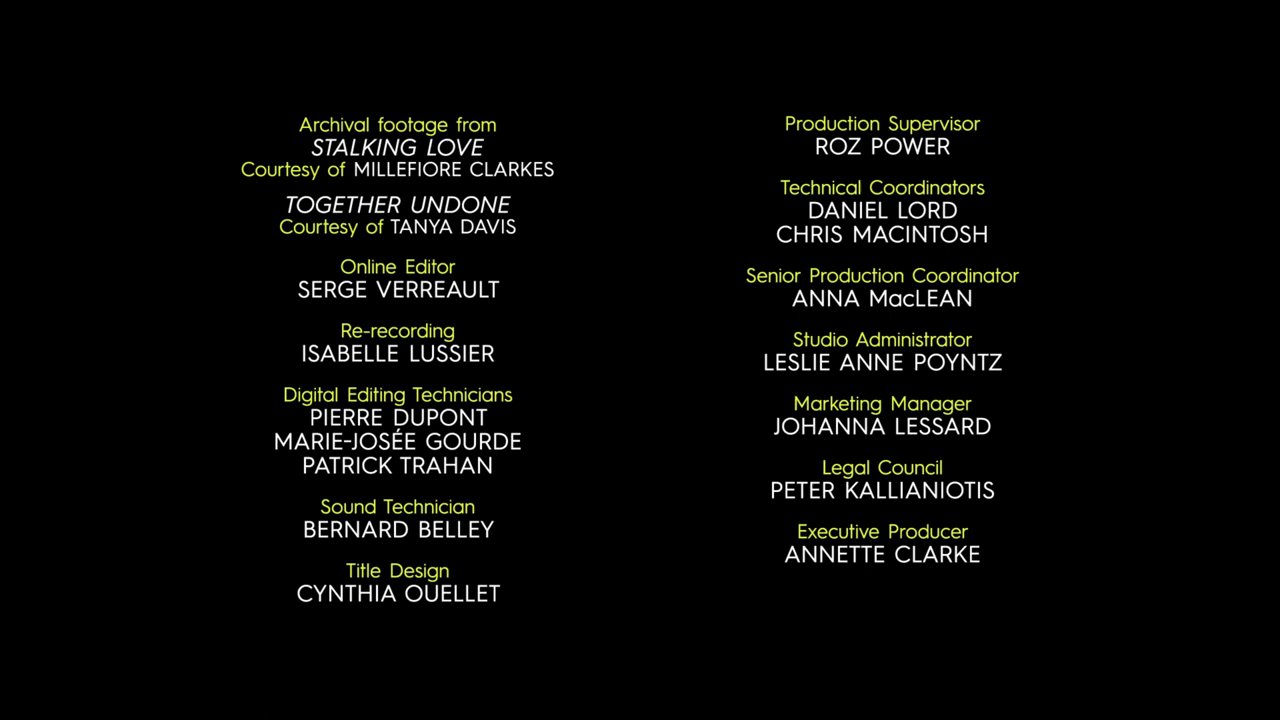 Archival footage from
STALKING LOVE
Courtesy of MILLEFIORE CLARKES
TOGETHER UNDONE
Courtesy of TANYA DAVIS
Online Editor
SERGE VERREAULT
Re-recording
ISABELLE LUSSIER
Digital Editing Technicians
PIERRE DUPONT
MARIE-JOSÉE GOURDE
PATRICK TRAHAN
Sound Technician
BERNARD BELLEY
Title Design
CYNTHIA OUELLET
Production Supervisor
ROZ POWER
Technical Coordinators
DANIEL LORD
CHRIS MACINTOSH
Senior Production Coordinator
ANNA MacLEAN
Studio Administrator
LESLIE ANNE POYNTZ
Marketing Manager
JOHANNA LESSARD
Legal Council
PETER KALLIANIOTIS
Executive Producer
ANNETTE CLARKE